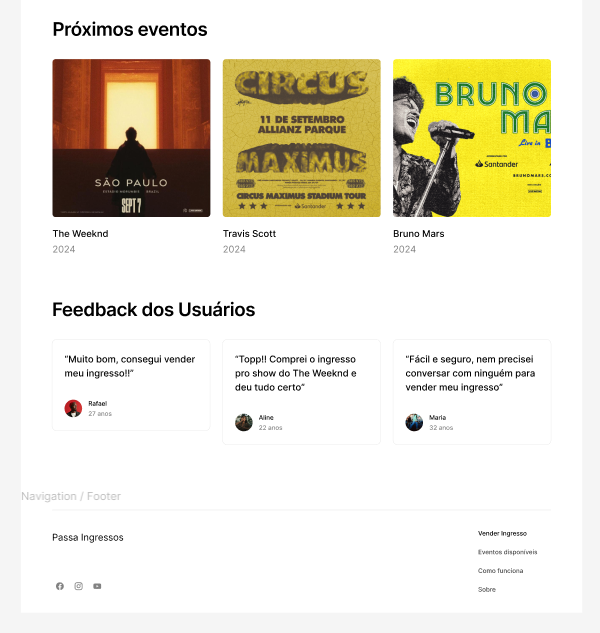 Próximos eventos
SÃO PAULO
ESTÁDIO MORUMBIS BRAZIL
SEPT 7
CIRCUS
11 DE SETEMBRO
ALLIANZ PARQUE
MAXIMUS
CIRCUS MAXIMUS STADIUM TOUR
Santander
BRUNO
MA
Live in B
Santander
BRUNOMARS.CO
The Weeknd
2024
Travis Scott
2024
Bruno Mars
2024
Feedback dos Usuários
“Muito bom, consegui vender
meu ingresso!!”
Rafael
27 anos
“Topp!! Comprei o ingresso
pro show do The Weeknd e
deu tudo certo”
Aline
22 anos
“Fácil e seguro, nem precisei
conversar com ninguém para
vender meu ingresso”
Maria
32 anos
Navigation / Footer
Passa Ingressos
Vender Ingresso
Eventos disponíveis
Como funciona
Sobre